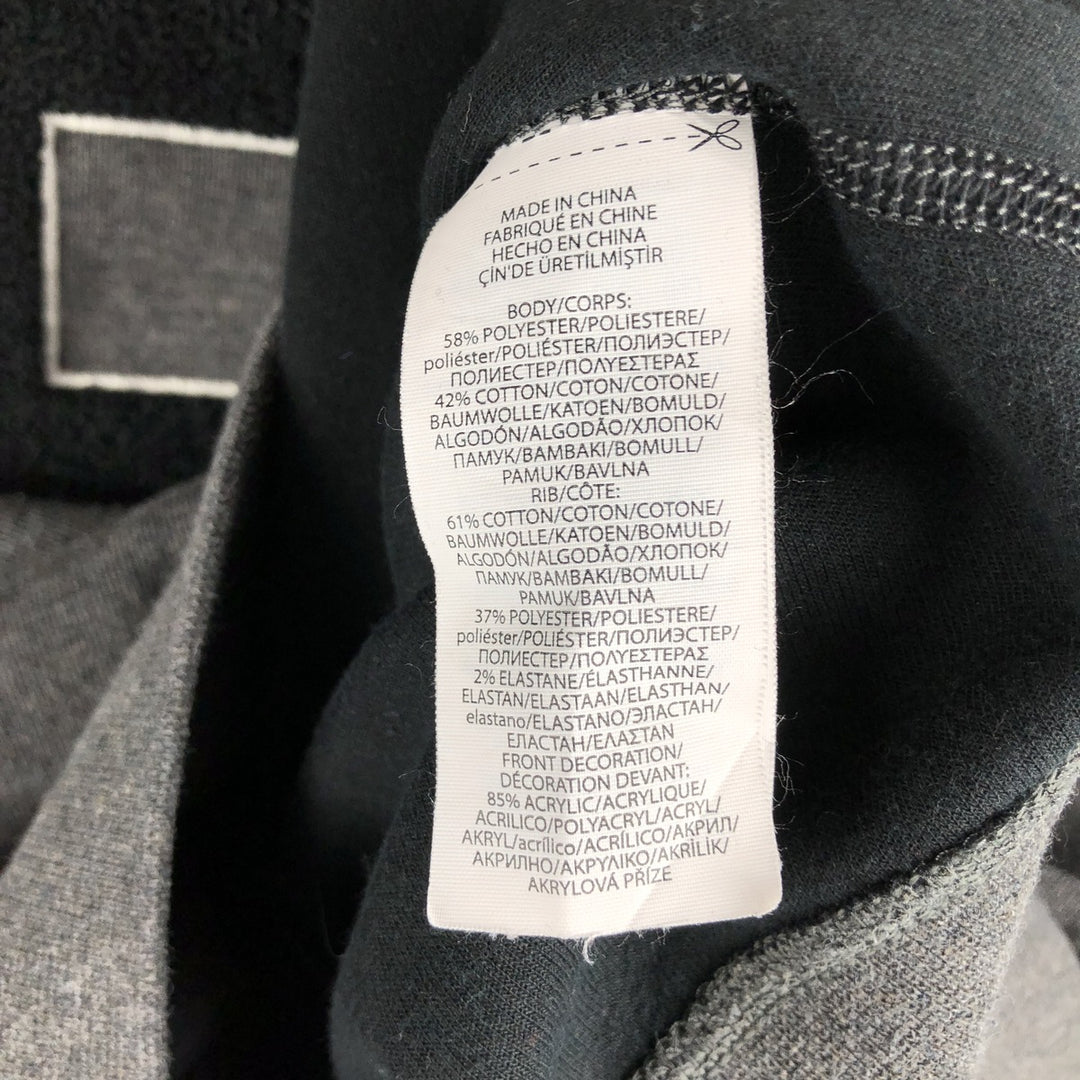 MADE IN CHINA
FABRIQUÉ EN CHINE
HECHO EN CHINA
ÇİN'DE ÜRETİLMİŞTİR
BODY/CORPS:
58% POLYESTER/POLIESTERE/
poliéster/POLIÉSTER/ПОЛИЭСТЕР/
ПОЛИЕСТЕР/ΠΟΛΥΕΣΤΕΡΑΣ
42% COTTON/COTON/COTONE/
BAUMWOLLE/KATOEN/BOMULD/
ALGODÓN/ALGODÃO/ХЛОПОК/
ПАМУК/ΒΑΜΒΑΚΙ/BOMULL/
PAMUK/BAVLNA
RIB/CÔTE:
61% COTTON/COTON/COTONE/
BAUMWOLLE/KATOEN/BOMULD/
ALGODÓN/ALGODÃO/ХЛОПОК/
ПАМУК/ΒΑΜΒΑΚΙ/BOMULL/
PAMUK/BAVLNA
37% POLYESTER/POLIESTERE/
poliéster/POLIÉSTER/ПОЛИЭСТЕР/
ПОЛИЕСТЕР/ΠΟΛΥΕΣΤΕΡΑΣ
2% ELASTANE/ÉLASTHANNE/
ELASTAN/ELASTAAN/ELASTHAN/
elastano/ELASTANO/ЭЛАСТАН/
ЕЛАСТАН/ΕΛΑΣΤΑΝ
FRONT DECORATION/
DÉCORATION DEVANT:
85% ACRYLIC/ACRYLIQUE/
ACRILICO/POLYACRYL/ACRYL/
AKRYL/acrílico/ACRÍLICO/АКРИЛ/
АКРИЛНО/ΑΚΡΥΛΙΚΟ/AKRİLİK/
AKRYLOVÁ PŘÍZE